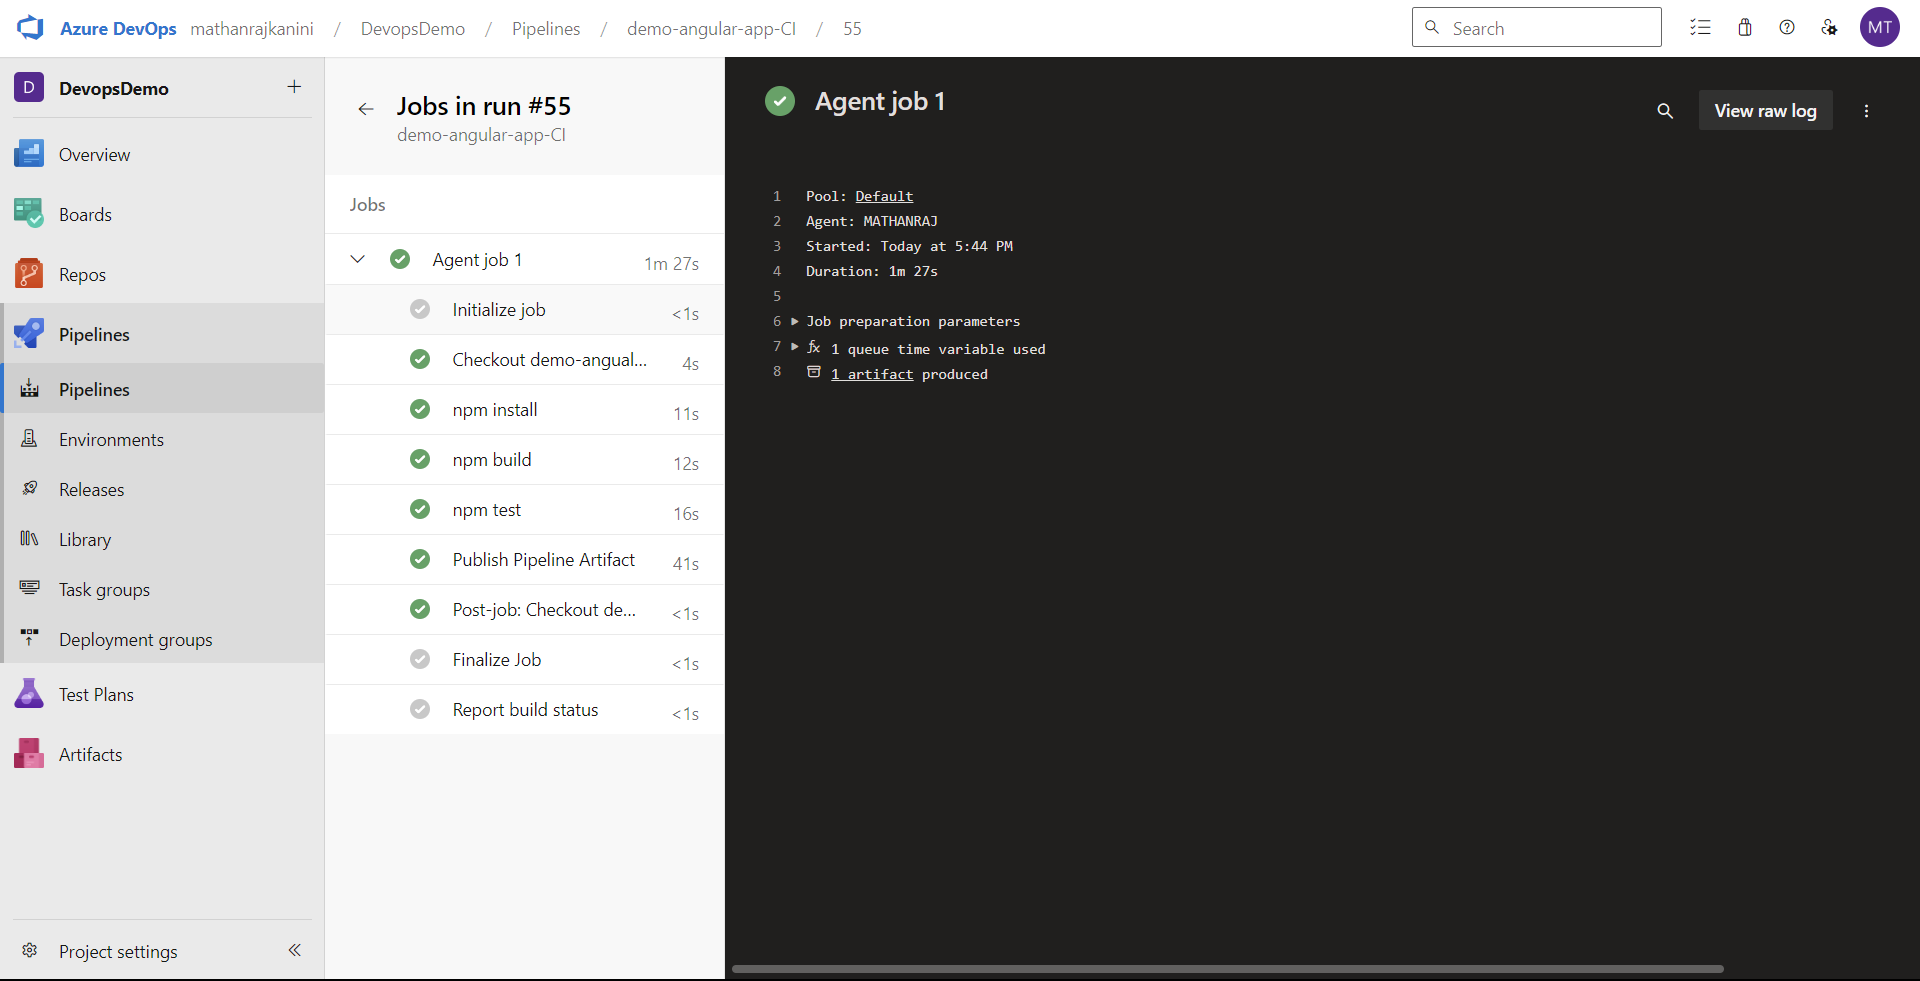 Azure DevOps mathanrajkanini / DevopsDemo / Pipelines / demo-angular-app-CI / 55
Search
MT
D DevopsDemo
Overview
Boards
Repos
Pipelines
Pipelines
Environments
Releases
Library
Task groups
Deployment groups
Test Plans
Artifacts
Project settings
Jobs in run #55
demo-angular-app-CI
Jobs
Agent job 1 1m 27s
Initialize job <1s
Checkout demo-angual... 4s
npm install 11s
npm build 12s
npm test 16s
Publish Pipeline Artifact 41s
Post-job: Checkout de... <1s
Finalize Job <1s
Report build status <1s
Agent job 1
View raw log
1 Pool: Default
2 Agent: MATHANRAJ
3 Started: Today at 5:44 PM
4 Duration: 1m 27s
5
6 Job preparation parameters
7 fx 1 queue time variable used
8 1 artifact produced